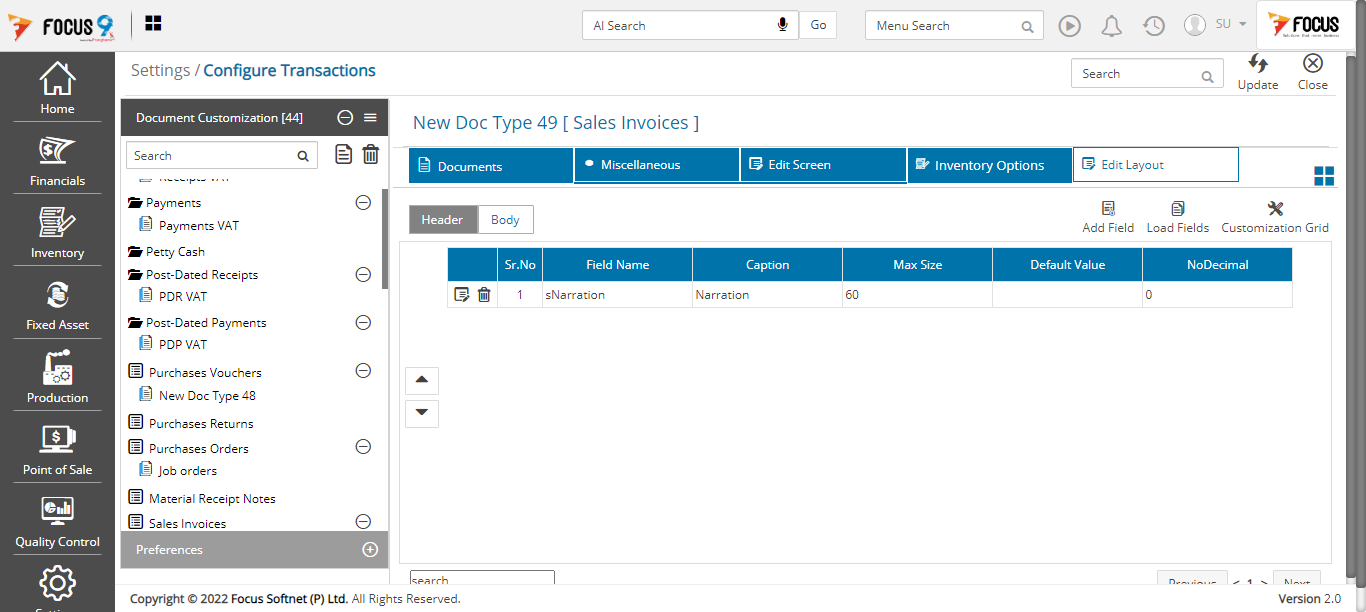 FOCUS 9
AI Search
Go
Menu Search
SU
FOCUS
Home
Financials
Inventory
Fixed Asset
Production
Point of Sale
Quality Control
Settings / Configure Transactions
Search
Update
Close
Document Customization [44]
Search
Receipts VAT
Payments
Payments VAT
Petty Cash
Post-Dated Receipts
PDR VAT
Post-Dated Payments
PDP VAT
Purchases Vouchers
New Doc Type 48
Purchases Returns
Purchases Orders
Job orders
Material Receipt Notes
Sales Invoices
Preferences
New Doc Type 49 [ Sales Invoices ]
Documents
Miscellaneous
Edit Screen
Inventory Options
Edit Layout
Header
Body
Add Field
Load Fields
Customization Grid
Sr.No Field Name Caption Max Size Default Value NoDecimal
1 sNarration Narration 60 0
search
Previous < 1 > Next
Copyright © 2022 Focus Softnet (P) Ltd. All Rights Reserved.
Version 2.0